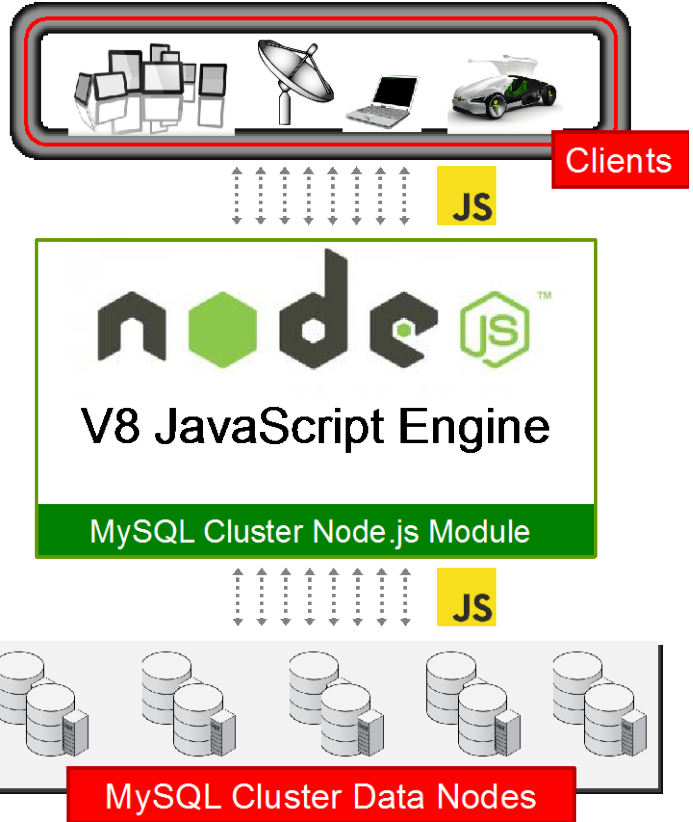 Clients
JS
node JS ™
V8 JavaScript Engine
MySQL Cluster Node.js Module
JS
MySQL Cluster Data Nodes